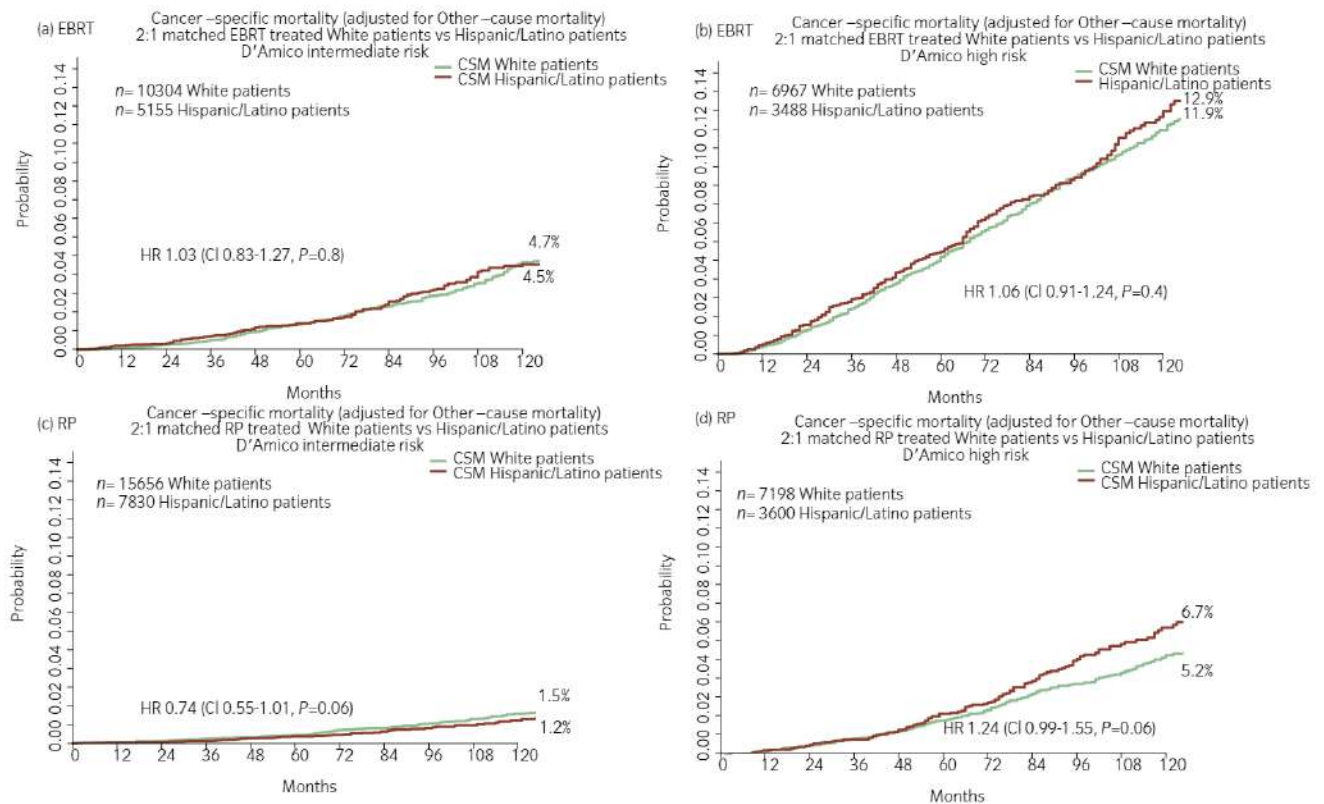 (a) EBRT
Cancer –specific mortality (adjusted for Other –cause mortality)
2:1 matched EBRT treated White patients vs Hispanic/Latino patients
D'Amico intermediate risk
CSM White patients
CSM Hispanic/Latino patients
n= 10304 White patients
n= 5155 Hispanic/Latino patients
Probability
0.00 0.02 0.04 0.06 0.08 0.10 0.12 0.14
HR 1.03 (CI 0.83-1.27, P=0.8)
4.7%
4.5%
0 12 24 36 48 60 72 84 96 108 120
Months
(b) EBRT
Cancer –specific mortality (adjusted for Other –cause mortality)
2:1 matched EBRT treated White patients vs Hispanic/Latino patients
D'Amico high risk
CSM White patients
Hispanic/Latino patients
n= 6967 White patients
n= 3488 Hispanic/Latino patients
12.9%
11.9%
Probability
0.00 0.02 0.04 0.06 0.08 0.10 0.12 0.14
HR 1.06 (CI 0.91-1.24, P=0.4)
0 12 24 36 48 60 72 84 96 108 120
Months
(c) RP
Cancer –specific mortality (adjusted for Other –cause mortality)
2:1 matched RP treated White patients vs Hispanic/Latino patients
D'Amico intermediate risk
CSM White patients
CSM Hispanic/Latino patients
n= 15656 White patients
n= 7830 Hispanic/Latino patients
Probability
0.00 0.02 0.04 0.06 0.08 0.10 0.12 0.14
HR 0.74 (CI 0.55-1.01, P=0.06)
1.5%
1.2%
0 12 24 36 48 60 72 84 96 108 120
Months
(d) RP
Cancer –specific mortality (adjusted for Other –cause mortality)
2:1 matched RP treated White patients vs Hispanic/Latino patients
D'Amico high risk
CSM White patients
CSM Hispanic/Latino patients
n= 7198 White patients
n= 3600 Hispanic/Latino patients
Probability
0.00 0.02 0.04 0.06 0.08 0.10 0.12 0.14
6.7%
5.2%
HR 1.24 (CI 0.99-1.55, P=0.06)
0 12 24 36 48 60 72 84 96 108 120
Months